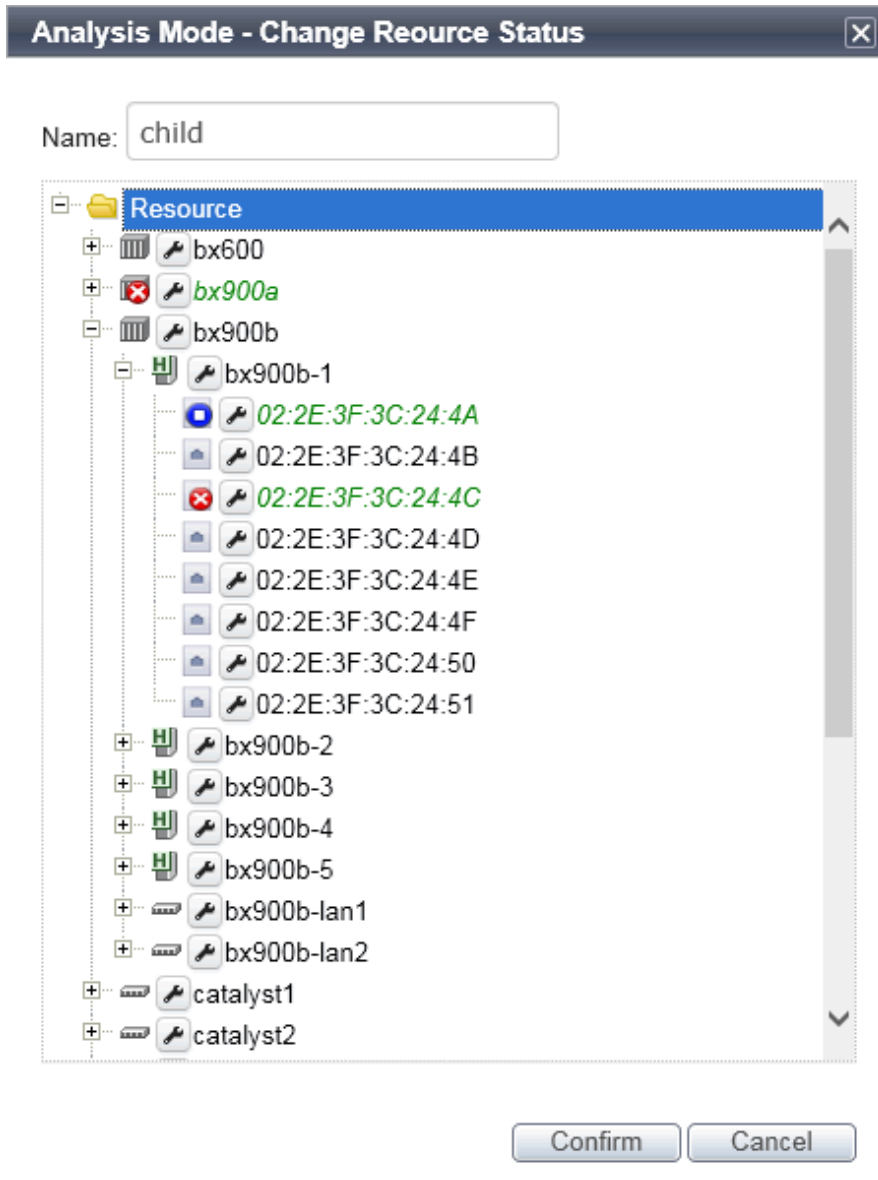 Analysis Mode - Change Reource Status
Name: child
Resource
bx600
bx900a
bx900b
bx900b-1
02:2E:3F:3C:24:4A
02:2E:3F:3C:24:4B
02:2E:3F:3C:24:4C
02:2E:3F:3C:24:4D
02:2E:3F:3C:24:4E
02:2E:3F:3C:24:4F
02:2E:3F:3C:24:50
02:2E:3F:3C:24:51
H bx900b-2
H bx900b-3
H bx900b-4
H bx900b-5
bx900b-lan1
bx900b-lan2
catalyst1
catalyst2
Confirm Cancel